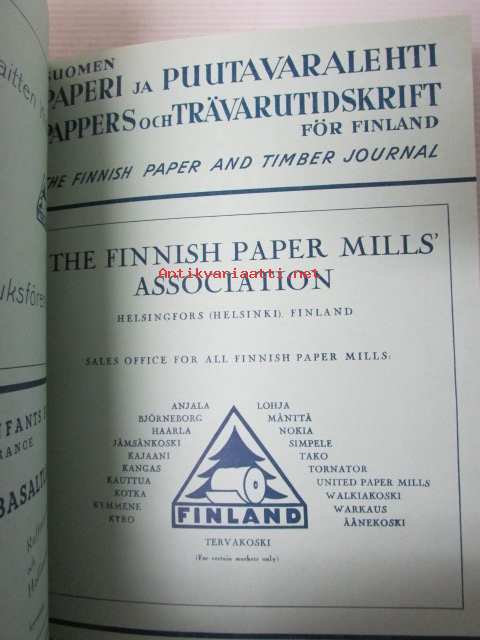 SUOMEN
PAPERI JA PUUTAVARALEHTI
PAPPERS OCH TRÄVARUTIDSKRIFT
FÖR FINLAND
THE FINNISH PAPER AND TIMBER JOURNAL
THE FINNISH PAPER MILLS'
Antikvariaatti.net
ASSOCIATION
HELSINGFORS (HELSINKI), FINLAND
SALES OFFICE FOR ALL FINNISH PAPER MILLS:
ANJALA
BJÖRNEBORG
HAARLA
JÄMSÄNKOSKI
KAJAANI
KANGAS
KAUTTUA
KOTKA
KYMMENE
KYRO
LOHJA
MÄNTTÄ
NOKIA
SIMPELE
TAKO
TORNATOR
UNITED PAPER MILLS
WALKIAKOSKI
WARKAUS
ÄÄNEKOSKI
FINLAND
TERVAKOSKI
(For certain markets only)
BASALT